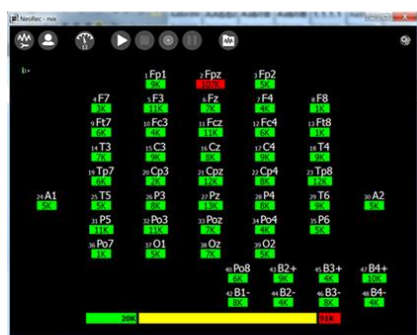 NeoRec - nvx
1 Fp1 2 Fpz 3 Fp2
9K 107K 5K
4 F7 5 F3 6 Fz 7 F4 8 F8
3K 11K 7K 4K 1K
9 Ft7 10 Fc3 11 Fcz 12 Fc4 13 Ft8
6K 4K 11K 6K 1K
14 T3 15 C3 16 Cz 17 C4 18 T4
7K 9K 8K 9K 9K
19 Tp7 20 Cp3 21 Cpz 22 Cp4 23 Tp8
6K 7K 12K 8K 12K
24 A1 25 T5 26 P3 27 Pz 28 P4 29 T6 30 A2
5K 5K 8K 13K 8K 9K 5K
31 P5 32 Po3 33 Poz 34 Po4 35 P6
11K 11K 7K 4K 5K
36 Po7 37 O1 38 Oz 39 O2
1K 5K 7K 5K
40 Po8 43 B2+ 45 B3+ 47 B4+
6K 9K 4K 10K
42 B1- 44 B2- 46 B3- 48 B4-
8K 4K 8K 4K
20K 91K